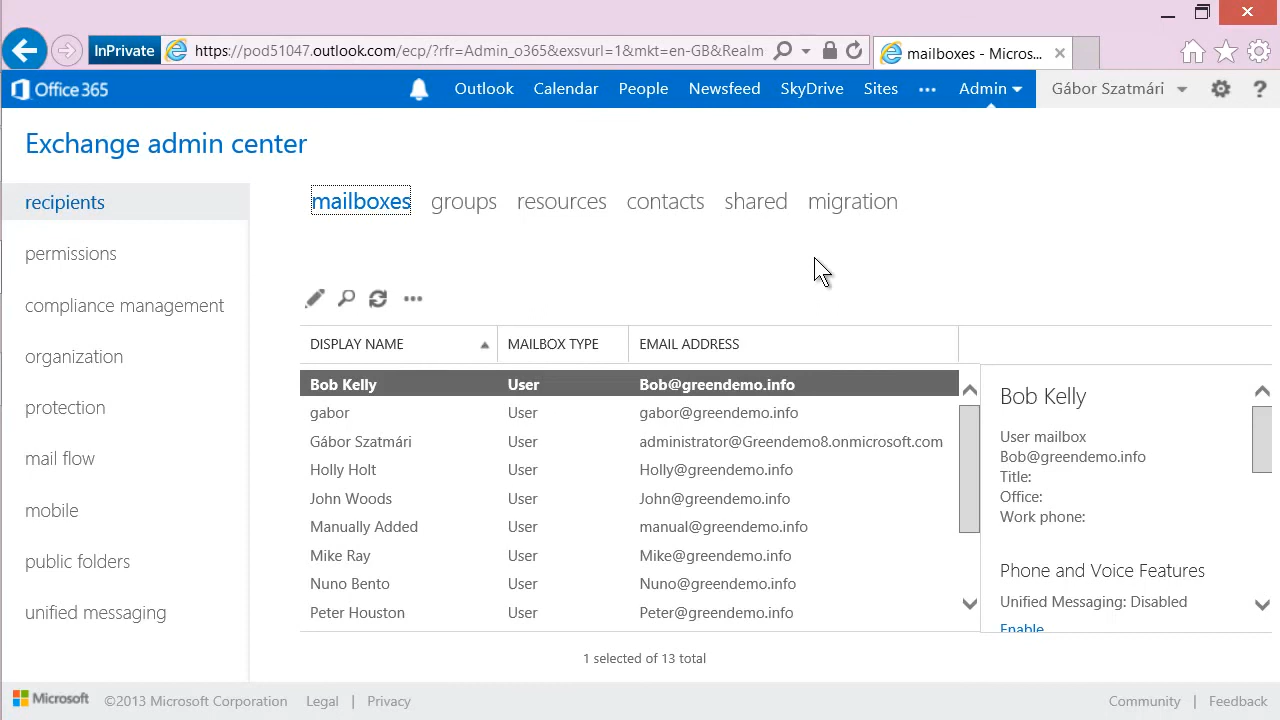 InPrivate https://pod51047.outlook.com/ecp/?rfr=Admin_o365&exsvurl=1&mkt=en-GB&Realm mailboxes - Micros...
Office 365 Outlook Calendar People Newsfeed SkyDrive Sites ... Admin Gábor Szatmári ?
Exchange admin center
recipients
permissions
compliance management
organization
protection
mail flow
mobile
public folders
unified messaging
mailboxes groups resources contacts shared migration
DISPLAY NAME MAILBOX TYPE EMAIL ADDRESS
Bob Kelly User Bob@greendemo.info
gabor User gabor@greendemo.info
Gábor Szatmári User administrator@Greendemo8.onmicrosoft.com
Holly Holt User Holly@greendemo.info
John Woods User John@greendemo.info
Manually Added User manual@greendemo.info
Mike Ray User Mike@greendemo.info
Nuno Bento User Nuno@greendemo.info
Peter Houston User Peter@greendemo.info
1 selected of 13 total
Bob Kelly
User mailbox
Bob@greendemo.info
Title:
Office:
Work phone:
Phone and Voice Features
Unified Messaging: Disabled
Enable
Microsoft ©2013 Microsoft Corporation Legal | Privacy Community | Feedback